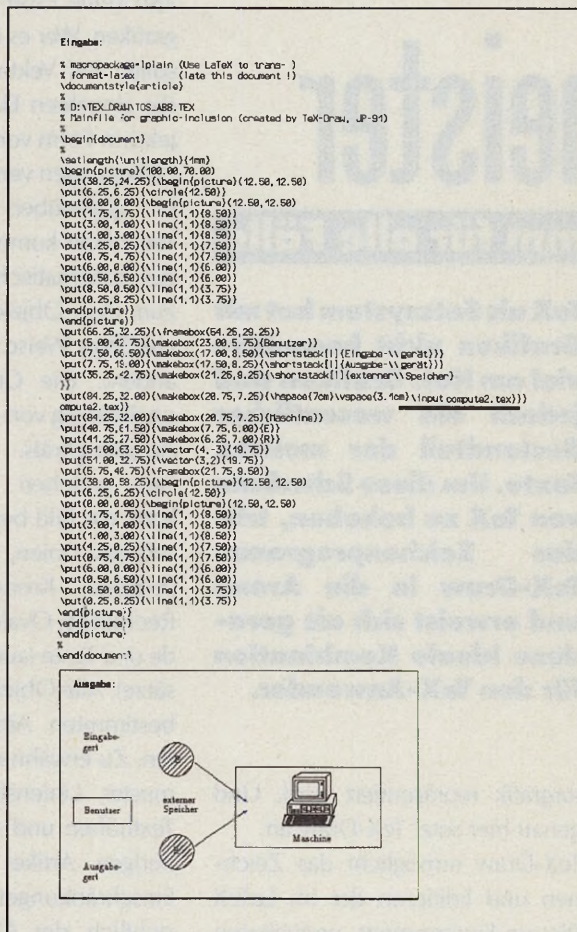 Eingabe:
% macropackage-lplain (Use LaTeX to trans- )
% format-latex (late this document !)
\documentstyle{article}
%
% D:\TEX_DRAW\TOS_ABB.TEX
% Mainfile for graphic-inclusion (created by TeX-Draw, JP-91)
%
\begin{document}
%
\setlength{\unitlength}{1mm}
\begin{picture}(100.00,70.00)
\put(38.25,24.25){\begin{picture}(12.50,12.50)
\put(6.25,6.25){\circle{12.50}}
\put(0.00,0.00){\begin{picture}(12.50,12.50)
\put(1.75,1.75){\line(1,1){8.50}}
\put(3.00,1.00){\line(1,1){8.50}}
\put(1.00,3.00){\line(1,1){8.50}}
\put(4.25,0.25){\line(1,1){7.50}}
\put(0.75,4.75){\line(1,1){7.50}}
\put(6.00,0.00){\line(1,1){6.00}}
\put(0.50,6.50){\line(1,1){6.00}}
\put(8.50,0.50){\line(1,1){3.75}}
\put(0.25,8.25){\line(1,1){3.75}}
end{picture}}
\end{picture}}
\put(66.25,32.25){\framebox(54.25,29.25)}
\put(5.00,42.75){\makebox(23.00,5.75){Benutzer}}
\put(7.50,66.50){\makebox(17.00,8.50){\shortstack[l]{Eingabe-\\gerät}}}
\put(7.75,19.00){\makebox(17.50,8.25){\shortstack[l]{Ausgabe-\\gerät}}}
\put(35.25,42.75){\makebox(21.25,8.25){\shortstack[l]{externer\\Speicher}
}}
\put(84.25,32.00){\makebox(20.75,7.25){\hspace{7cm}\vspace{3.4cm}\input computa2.tex}}}
omputa2.tex}}
\put(84.25,32.00){\makebox(20.75,7.25){Maschine}}
\put(40.75,61.50){\makebox(7.75,6.00){E}}
\put(41.25,27.50){\makebox(6.25,7.00){A}}
\put(51.00,63.50){\vector(4,-3){19.75}}
\put(51.00,32.75){\vector(3,2){19.75}}
\put(5.75,40.75){\framebox(21.75,9.50)}
\put(38.00,58.25){\begin{picture}(12.50,12.50)
\put(6.25,6.25){\circle{12.50}}
\put(0.00,0.00){\begin{picture}(12.50,12.50)
\put(1.75,1.75){\line(1,1){8.50}}
\put(3.00,1.00){\line(1,1){8.50}}
\put(1.00,3.00){\line(1,1){8.50}}
\put(4.25,0.25){\line(1,1){7.50}}
\put(0.75,4.75){\line(1,1){7.50}}
\put(6.00,0.00){\line(1,1){6.00}}
\put(0.50,6.50){\line(1,1){6.00}}
\put(8.50,0.50){\line(1,1){3.75}}
\put(0.25,8.25){\line(1,1){3.75}}
\end{picture}}
\end{picture}}
\end{picture}
%
\end{document}
Ausgabe:
Eingabe-
gerät
Benutzer
externer
Speicher
Maschine
Ausgabe-
gerät